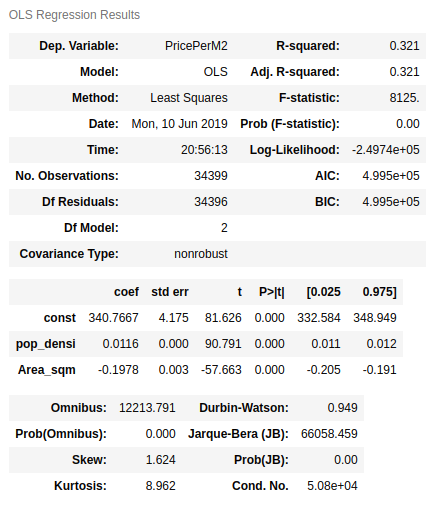 OLS Regression Results
Dep. Variable: PricePerM2 R-squared: 0.321
Model: OLS Adj. R-squared: 0.321
Method: Least Squares F-statistic: 8125.
Date: Mon, 10 Jun 2019 Prob (F-statistic): 0.00
Time: 20:56:13 Log-Likelihood: -2.4974e+05
No. Observations: 34399 AIC: 4.995e+05
Df Residuals: 34396 BIC: 4.995e+05
Df Model: 2
Covariance Type: nonrobust
coef std err t P>|t| [0.025 0.975]
const 340.7667 4.175 81.626 0.000 332.584 348.949
pop_densi 0.0116 0.000 90.791 0.000 0.011 0.012
Area_sqm -0.1978 0.003 -57.663 0.000 -0.205 -0.191
Omnibus: 12213.791 Durbin-Watson: 0.949
Prob(Omnibus): 0.000 Jarque-Bera (JB): 66058.459
Skew: 1.624 Prob(JB): 0.00
Kurtosis: 8.962 Cond. No. 5.08e+04